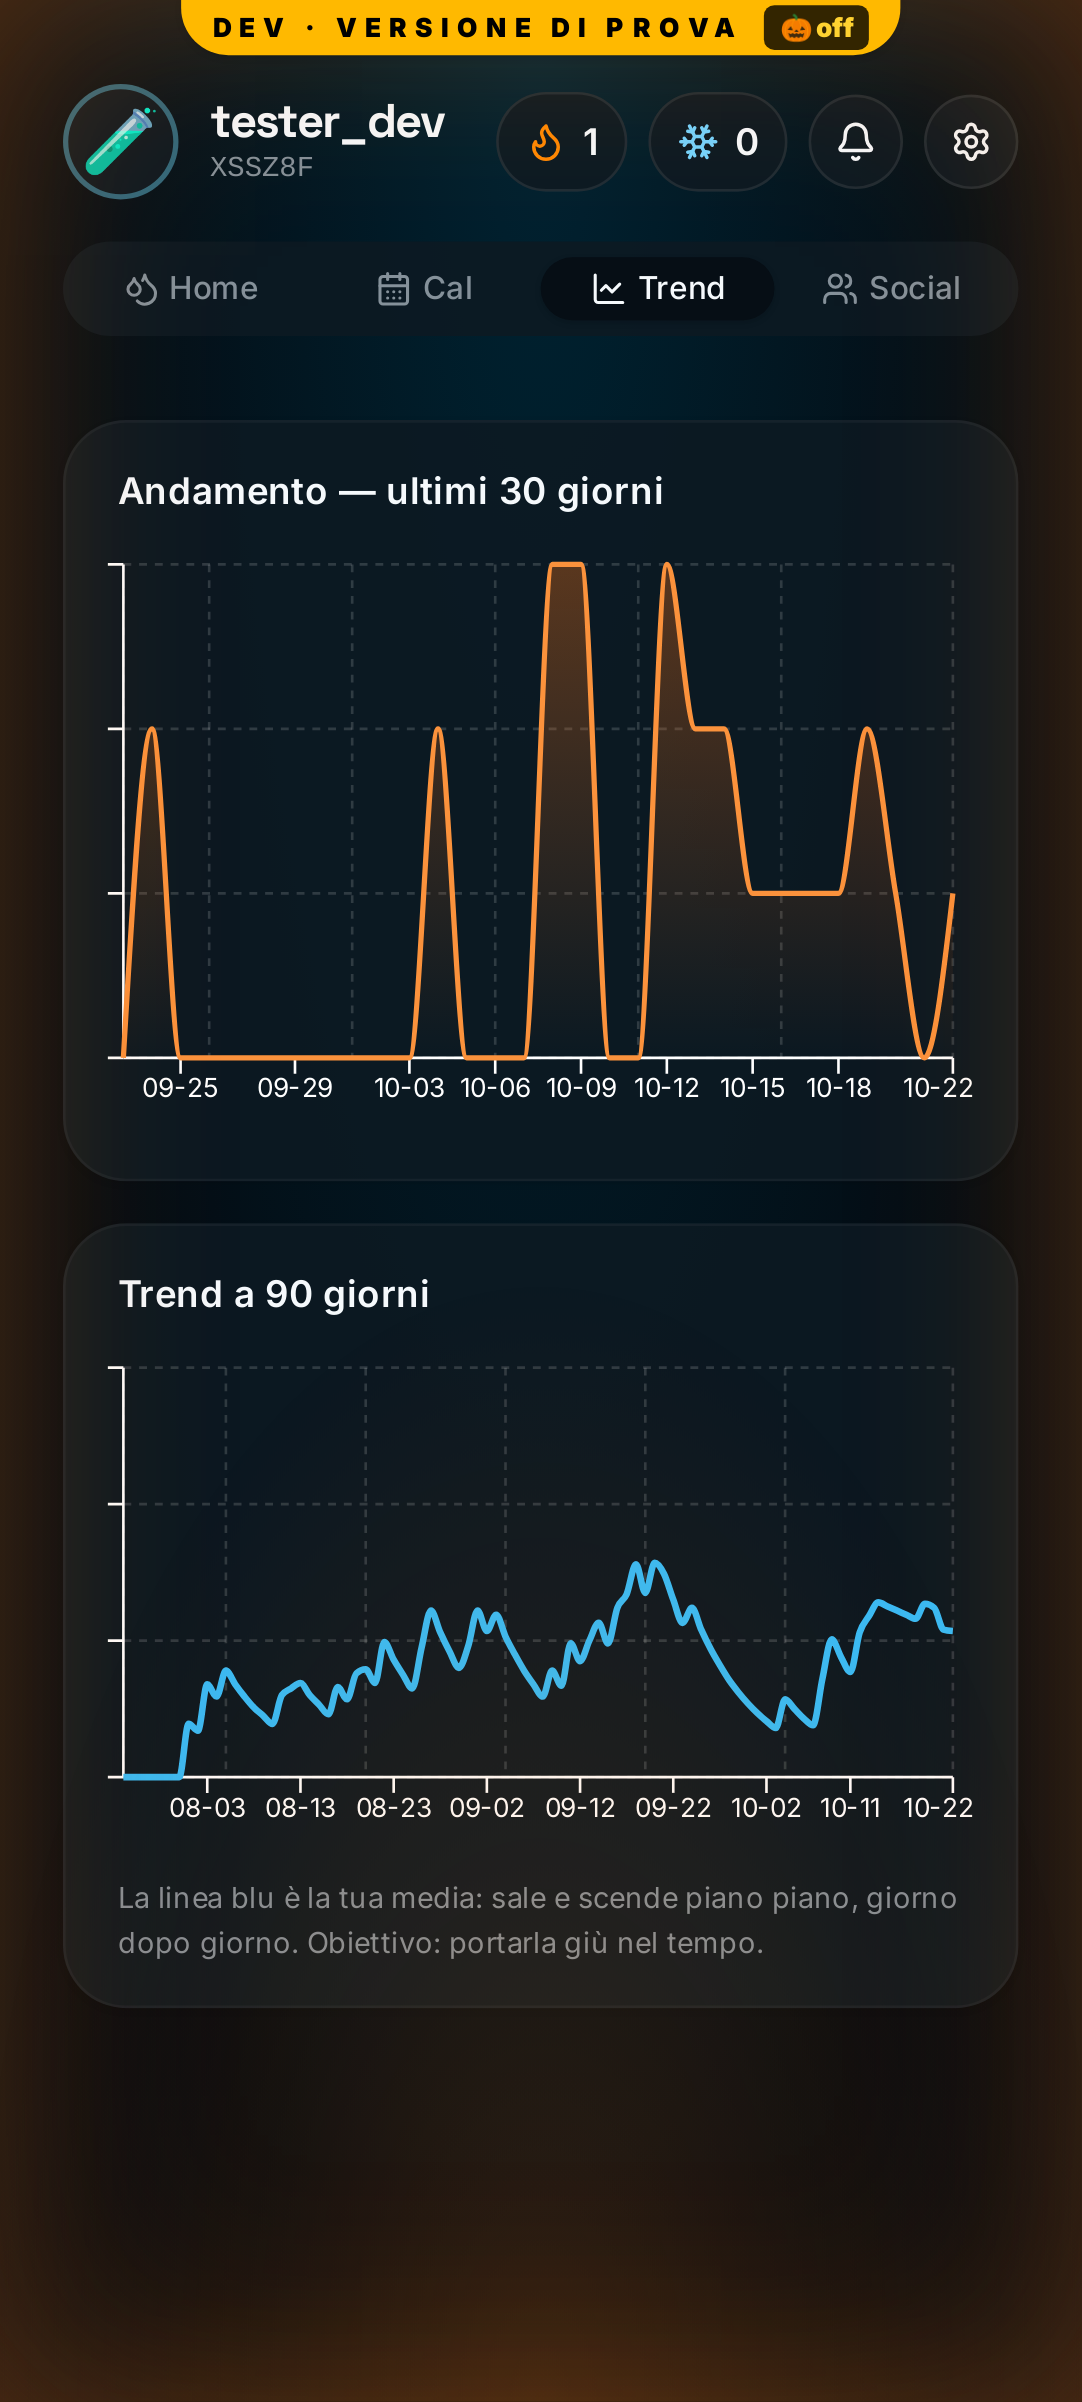 DEV · VERSIONE DI PROVA 🎃 off
tester_dev
XSSZ8F
1
0
Home Cal Trend Social
Andamento — ultimi 30 giorni
09-25 09-29 10-03 10-06 10-09 10-12 10-15 10-18 10-22
Trend a 90 giorni
08-03 08-13 08-23 09-02 09-12 09-22 10-02 10-11 10-22
La linea blu è la tua media: sale e scende piano piano, giorno
dopo giorno. Obiettivo: portarla giù nel tempo.